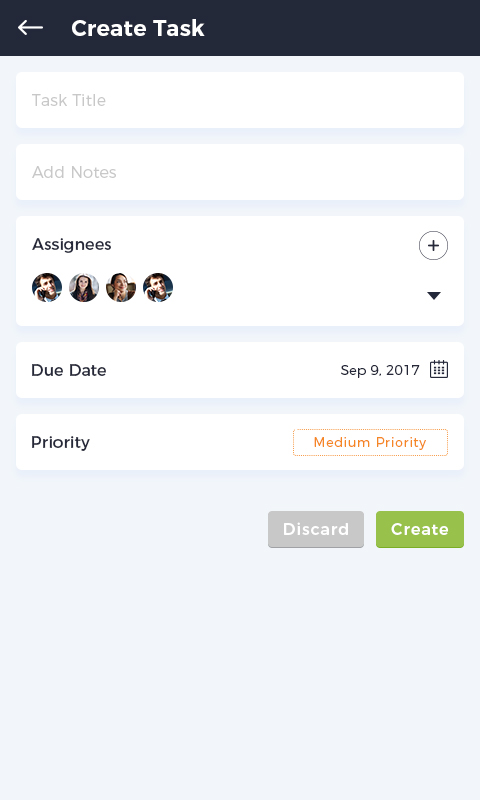 Create Task
Task Title
Add Notes
Assignees
Due Date Sep 9, 2017
Priority Medium Priority
Discard Create